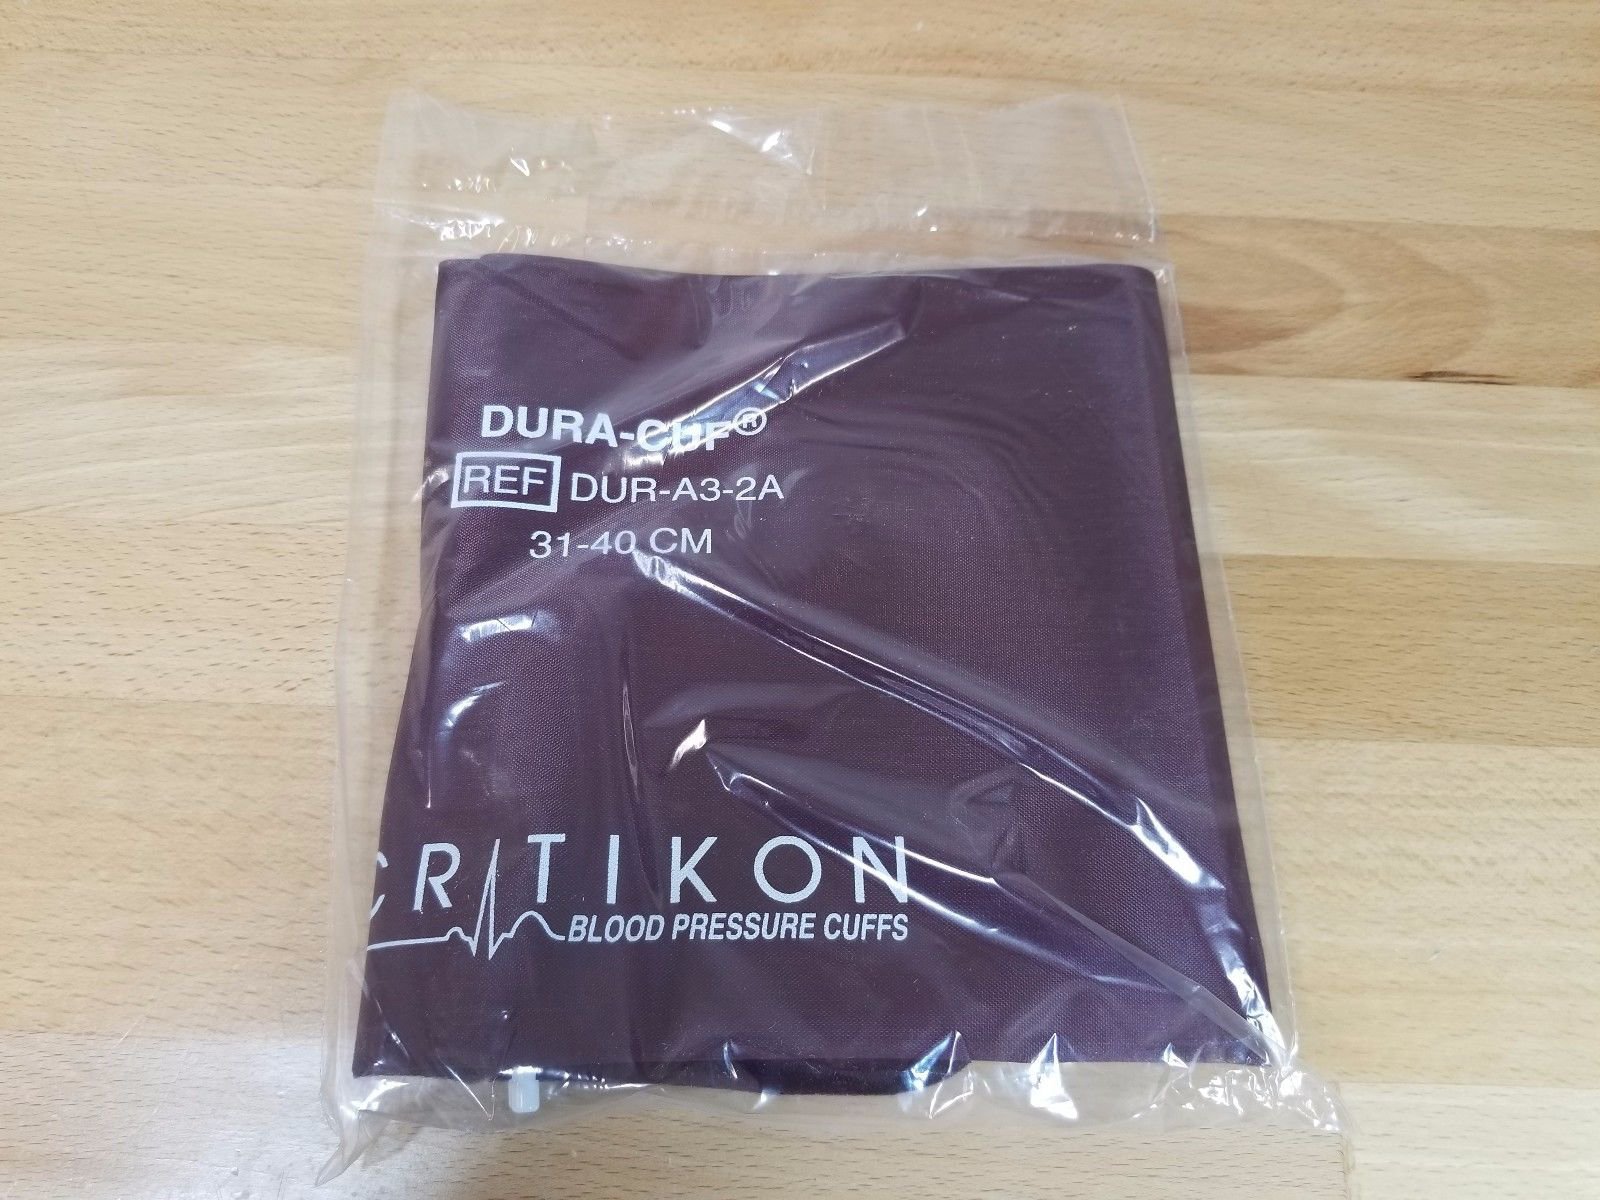 DURA-CUF®
REF DUR-A3-2A
31-40 CM
CRITIKON
BLOOD PRESSURE CUFFS